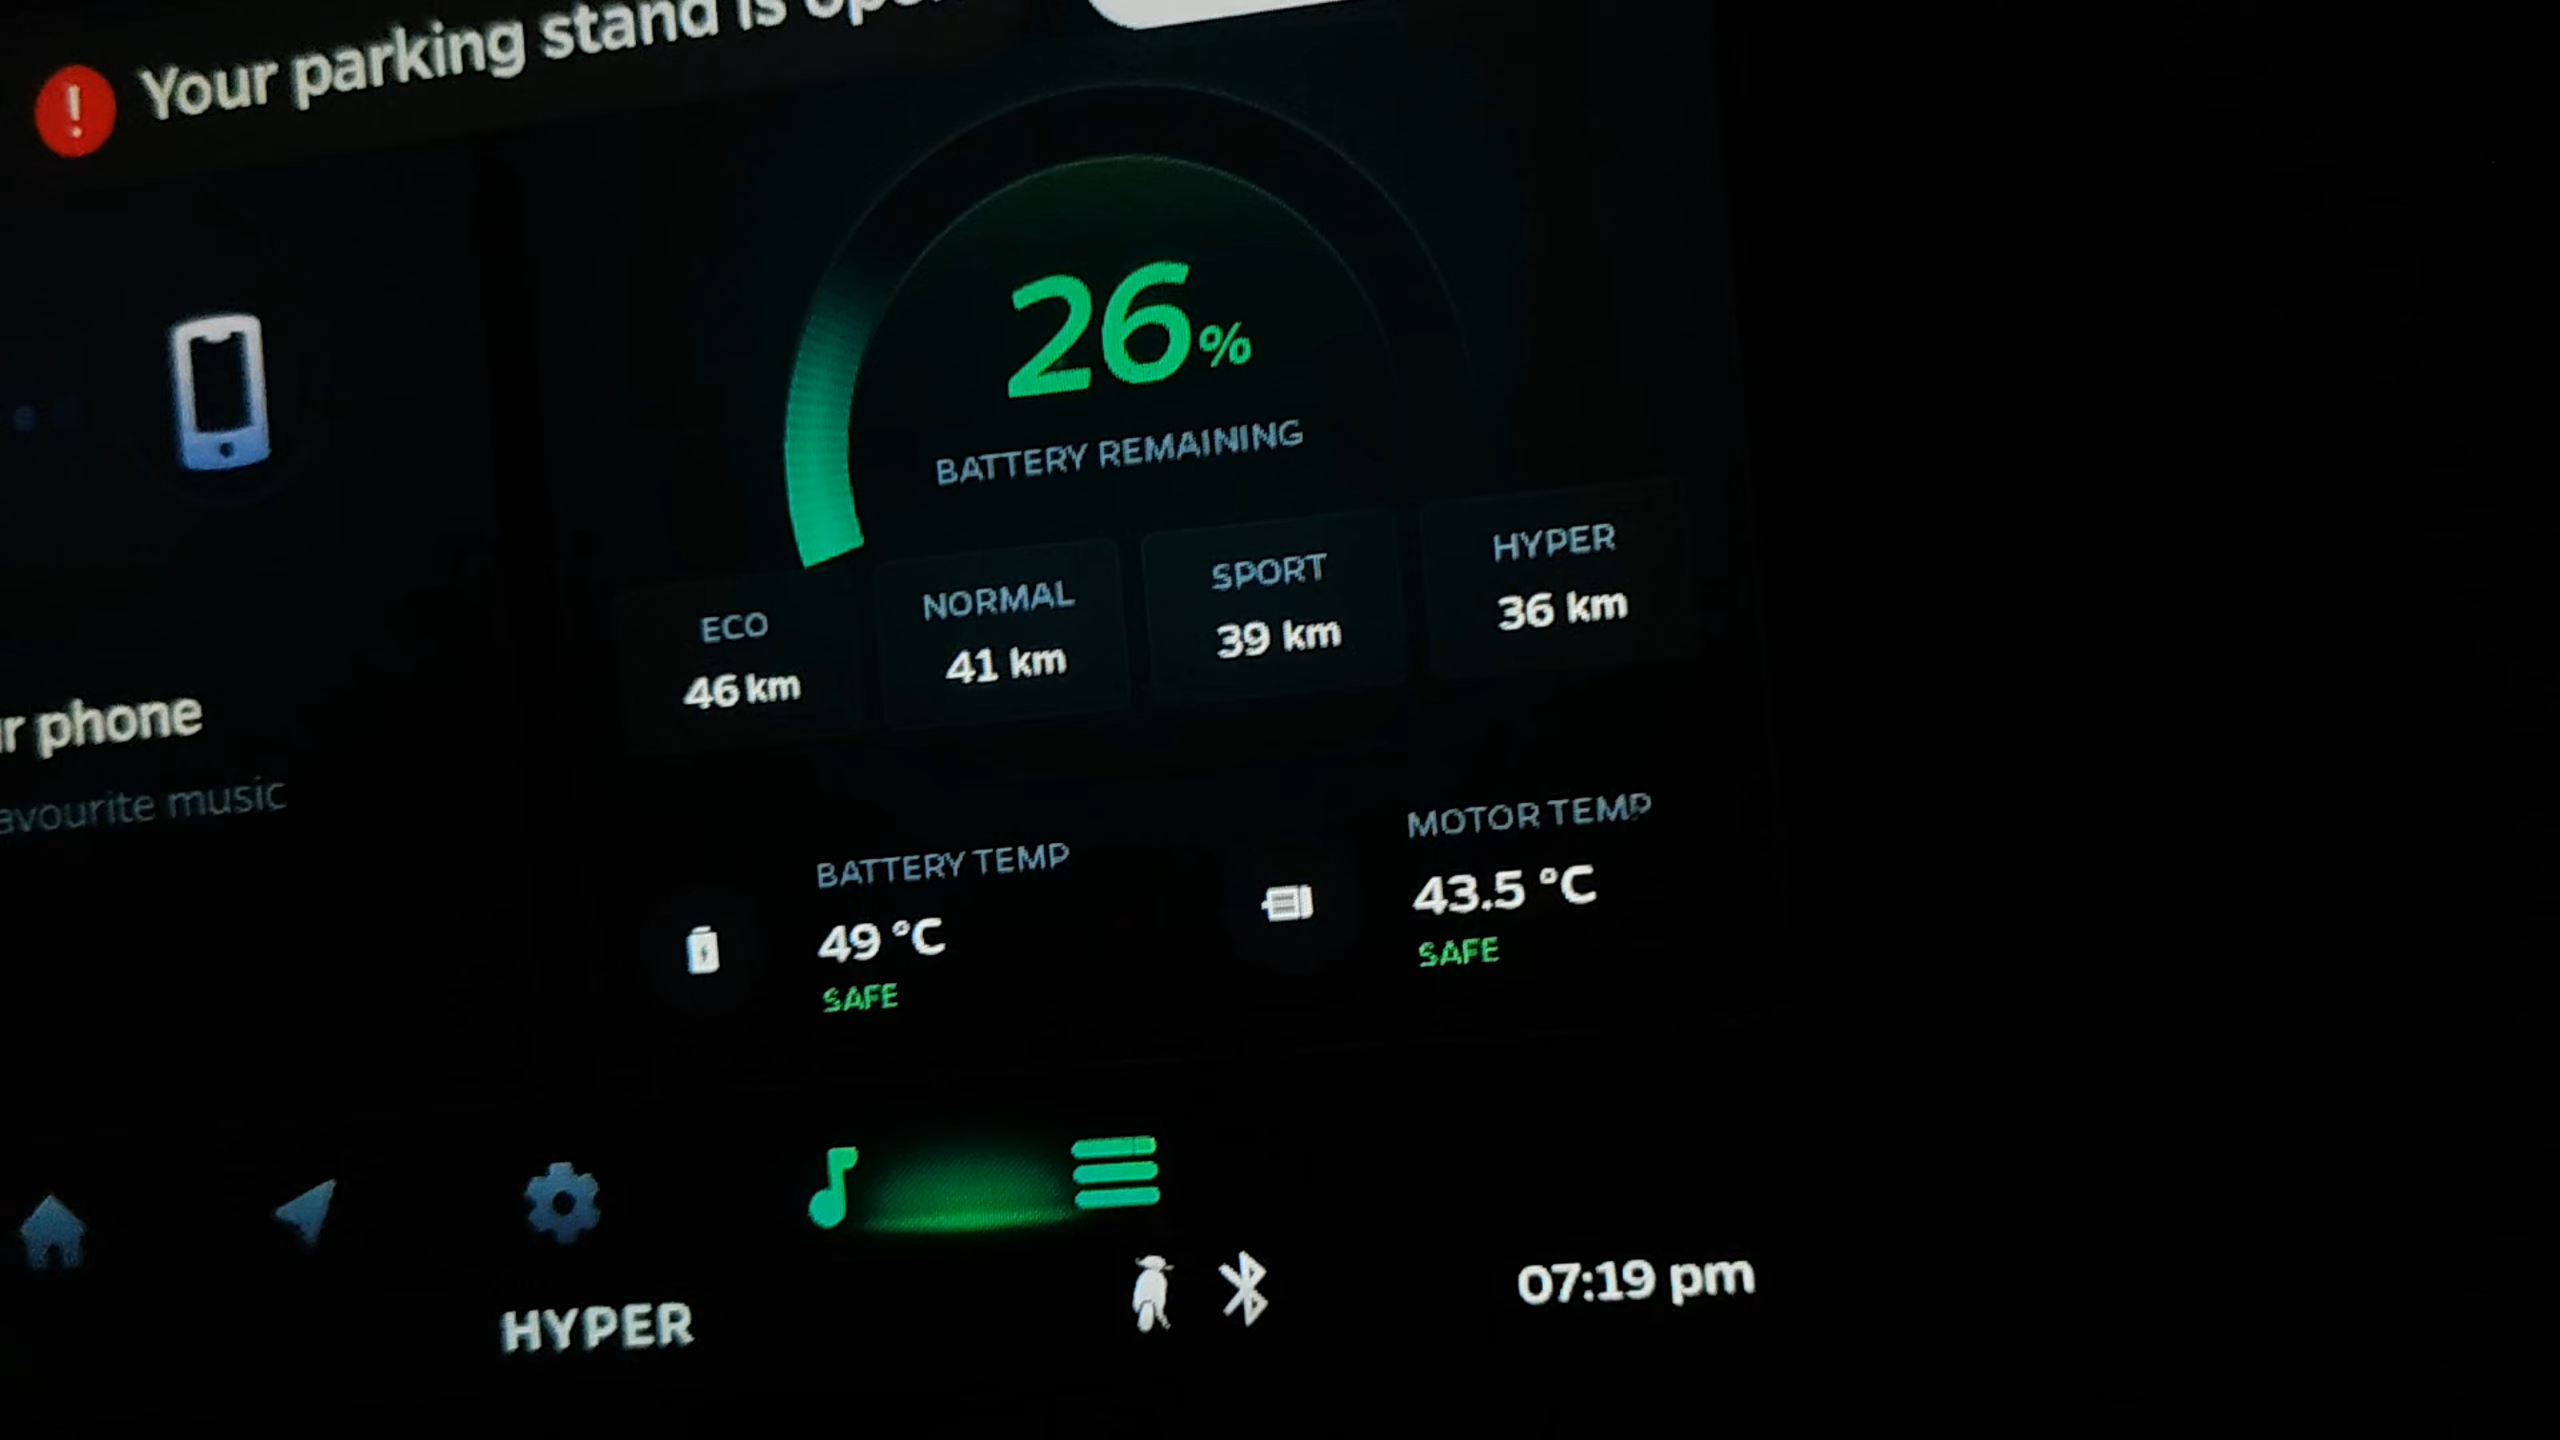 Your parking stand is
26%
BATTERY REMAINING
ECO
46 km
NORMAL
41 km
SPORT
39 km
HYPER
36 km
phone
music
BATTERY TEMP
49 °C
SAFE
MOTOR TEMP
43.5 °C
SAFE
HYPER
07:19 pm